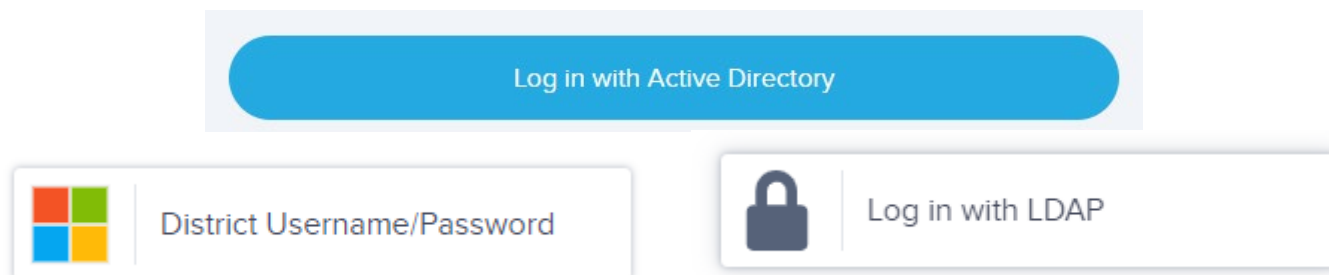 Log in with Active Directory
District Username/Password
Log in with LDAP